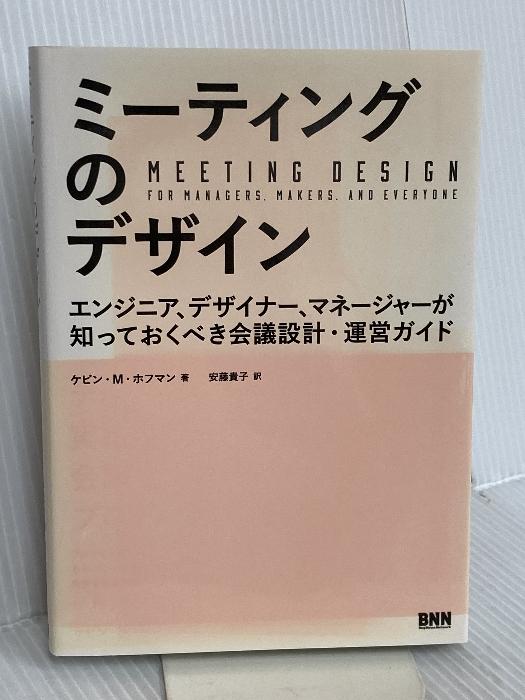 ミーティング
の
MEETING DESIGN
FOR MANAGERS, MAKERS, AND EVERYONE
デザイン
エンジニア、デザイナー、マネージャーが
知っておくべき会議設計・運営ガイド
ケビン・M・ホフマン 著 安藤貴子 訳
BNN